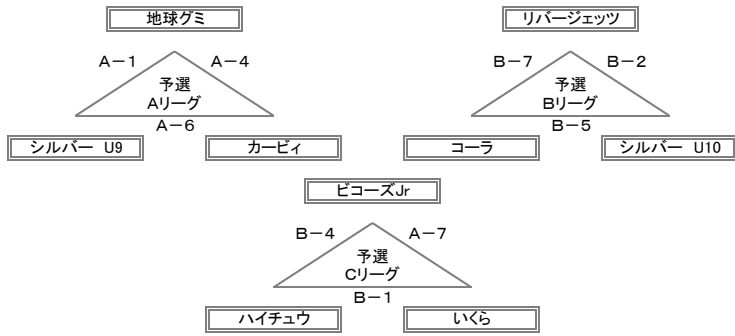 地球グミ
リバージェッツ
A－1
A－4
B－7
B－2
予選
Aリーグ
予選
Bリーグ
A－6
B－5
シルバー　U9
カービィ
コーラ
シルバー　U10
ビコーズJr
B－4
A－7
予選
Cリーグ
B－1
ハイチュウ
いくら